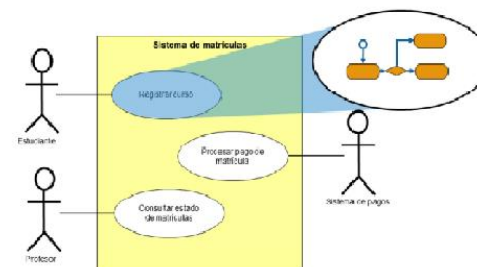 Sistema de matrículas
Registrar curso
Estudiante
Procesar pago de
matrícula
Sistema de pagos
Consultar estado
de matrículas
Profesor